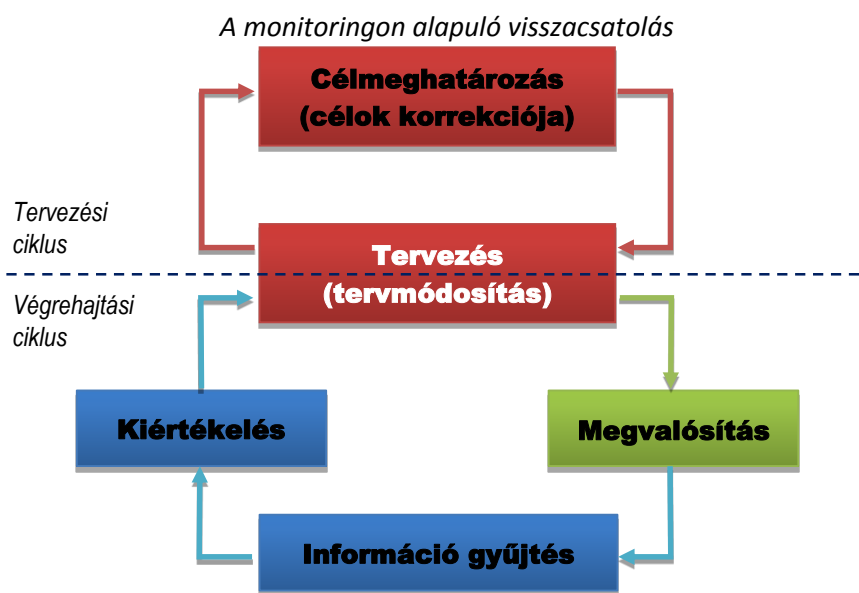 A monitoringon alapuló visszacsatolás
Célmeghatározás
(célok korrekciója)
Tervezési
ciklus
Tervezés
(tervmódosítás)
Végrehajtási
ciklus
Kiértékelés
Megvalósítás
Információ gyűjtés